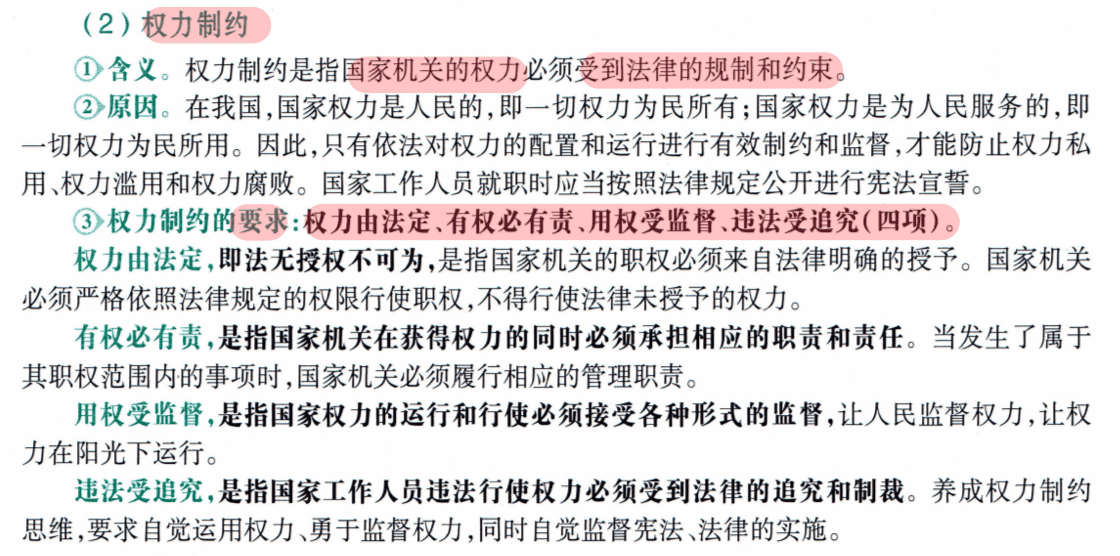 （2）权力制约
①含义。权力制约是指国家机关的权力必须受到法律的规制和约束。
②原因。在我国,国家权力是人民的,即一切权力为民所有;国家权力是为人民服务的,即
一切权力为民所用。因此,只有依法对权力的配置和运行进行有效制约和监督,才能防止权力私
用、权力滥用和权力腐败。国家工作人员就职时应当按照法律规定公开进行宪法宣誓。
③权力制约的要求:权力由法定、有权必有责、用权受监督、违法受追究(四项)。
权力由法定,即法无授权不可为,是指国家机关的职权必须来自法律明确的授予。国家机关
必须严格依照法律规定的权限行使职权,不得行使法律未授予的权力。
有权必有责,是指国家机关在获得权力的同时必须承担相应的职责和责任。当发生了属于
其职权范围内的事项时,国家机关必须履行相应的管理职责。
用权受监督,是指国家权力的运行和行使必须接受各种形式的监督,让人民监督权力,让权
力在阳光下运行。
违法受追究,是指国家工作人员违法行使权力必须受到法律的追究和制裁。养成权力制约
思维,要求自觉运用权力、勇于监督权力,同时自觉监督宪法、法律的实施。